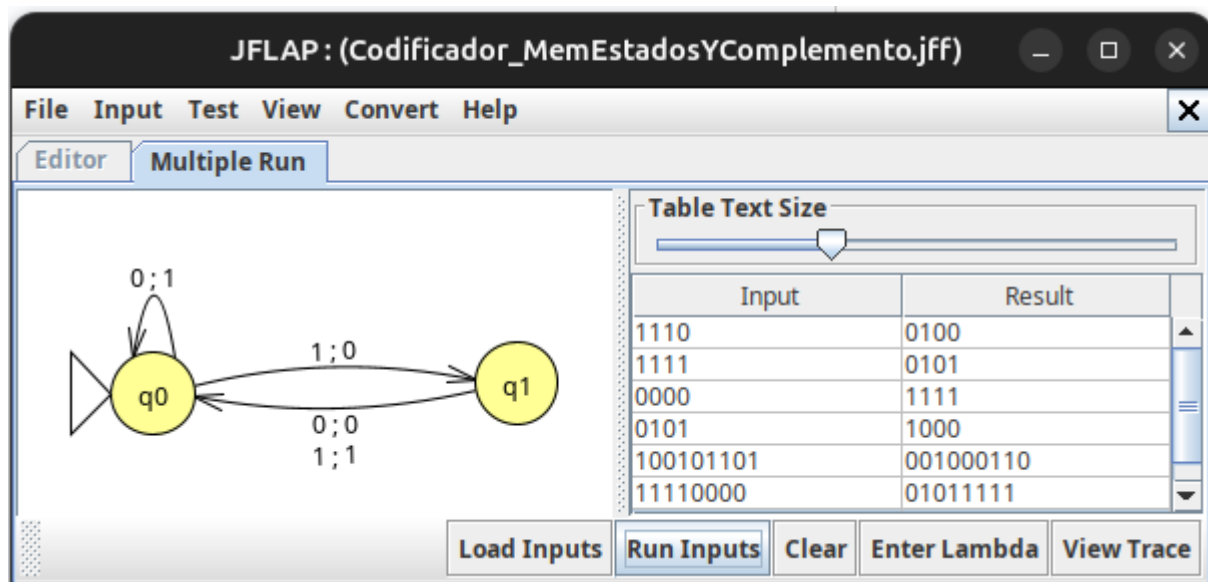 JFLAP : (Codificador_MemEstadosYComplemento.jff)
File Input Test View Convert Help
Editor Multiple Run
Table Text Size
Input Result
1110 0100
1111 0101
0000 1111
0101 1000
100101101 001000110
11110000 01011111
0 ; 1
1 ; 0
q0
q1
0 ; 0
1 ; 1
Load Inputs Run Inputs Clear Enter Lambda View Trace